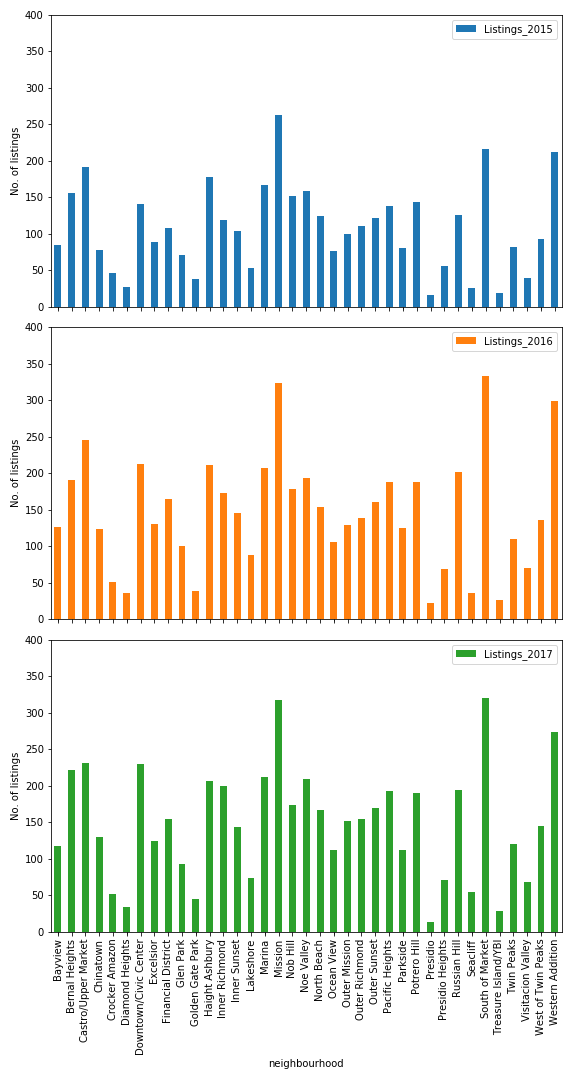 400
350
300
250
200
150
100
50
0
No. of listings
Listings_2015
400
350
300
250
200
150
100
50
0
No. of listings
Listings_2016
400
350
300
250
200
150
100
50
0
No. of listings
Listings_2017
Bayview
Bernal Heights
Castro/Upper Market
Chinatown
Crocker Amazon
Diamond Heights
Downtown/Civic Center
Excelsior
Financial District
Glen Park
Golden Gate Park
Haight Ashbury
Inner Richmond
Inner Sunset
Lakeshore
Marina
Mission
Nob Hill
Noe Valley
North Beach
Ocean View
Outer Mission
Outer Richmond
Outer Sunset
Pacific Heights
Parkside
Potrero Hill
Presidio
Presidio Heights
Russian Hill
Seacliff
South of Market
Treasure Island/YBI
Twin Peaks
Visitacion Valley
West of Twin Peaks
Western Addition
neighbourhood